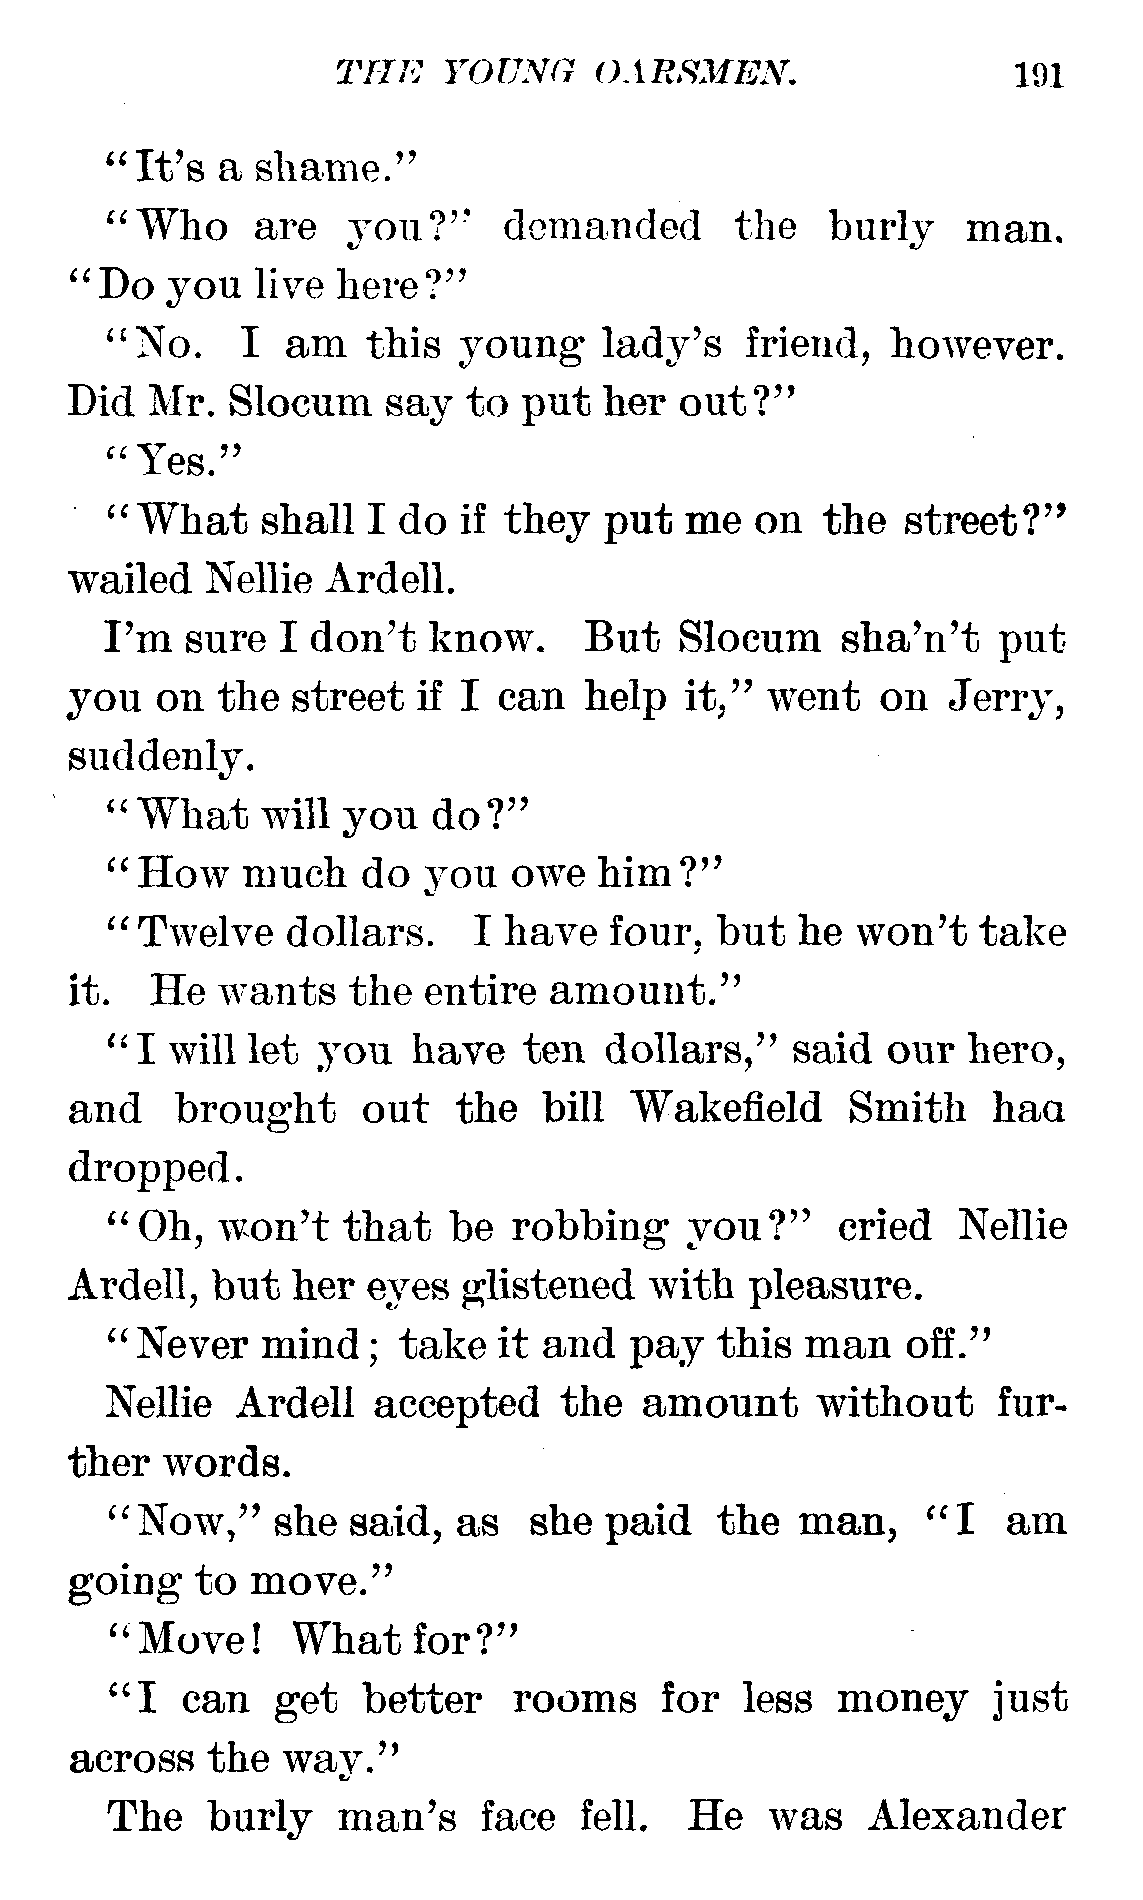 THE YOUNG OARSMEN. 191
"It's a shame."
"Who are you?" demanded the burly man.
"Do you live here?"
"No. I am this young lady's friend, however.
Did Mr. Slocum say to put her out?"
"Yes."
"What shall I do if they put me on the street?"
wailed Nellie Ardell.
I'm sure I don't know. But Slocum sha'n't put
you on the street if I can help it," went on Jerry,
suddenly.
"What will you do?"
"How much do you owe him?"
"Twelve dollars. I have four, but he won't take
it. He wants the entire amount."
"I will let you have ten dollars," said our hero,
and brought out the bill Wakefield Smith had
dropped.
"Oh, won't that be robbing you?" cried Nellie
Ardell, but her eyes glistened with pleasure.
"Never mind; take it and pay this man off."
Nellie Ardell accepted the amount without fur-
ther words.
"Now," she said, as she paid the man, "I am
going to move."
"Move! What for?"
"I can get better rooms for less money just
across the way."
The burly man's face fell. He was Alexander